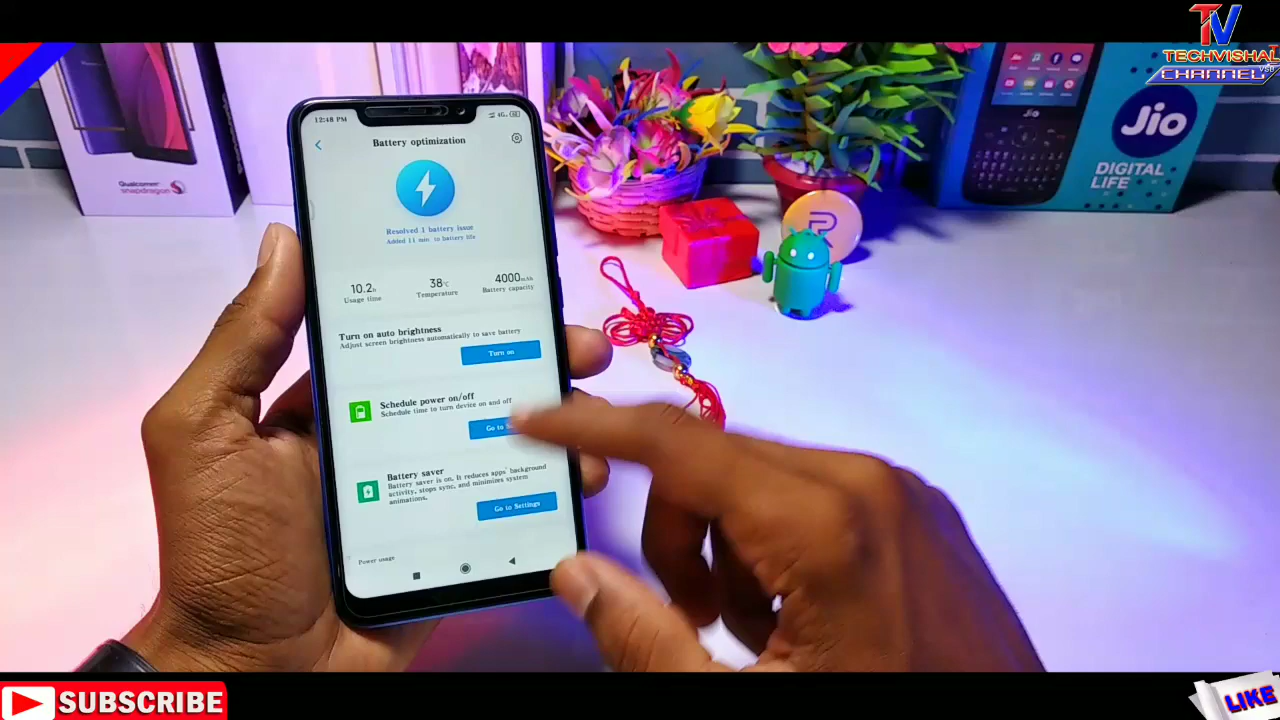 TV
TECHVISHAL
CHANNEL
Qualcomm
snapdragon
Jio
Jio
DIGITAL
LIFE
R
12:48 PM
4G
Battery optimization
Resolved 1 battery issue
Added 11 min to battery life
10.2h
38°C
4000mAh
Usage time
Temperature
Battery capacity
Turn on auto brightness
Adjust screen brightness automatically to save battery
Turn on
Schedule power on/off
Schedule time to turn device on and off
Go to S
Battery saver
Battery saver is on. It reduces apps' background
activity, stops sync, and minimizes system
animations.
Go to Settings
Power usage
SUBSCRIBE
LIKE